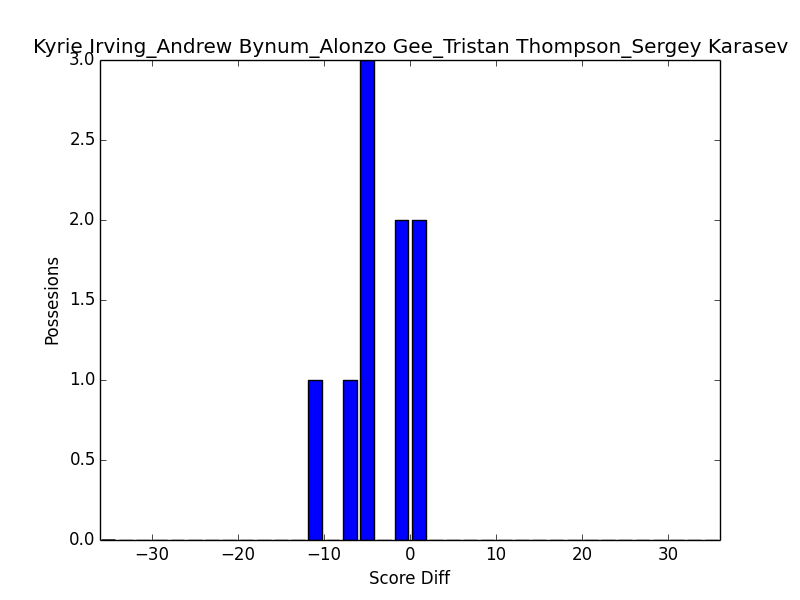 Kyrie Irving_Andrew Bynum_Alonzo Gee_Tristan Thompson_Sergey Karasev
3.0
2.5
2.0
1.5
1.0
0.5
0.0
Possesions
−30 −20 −10 0 10 20 30
Score Diff